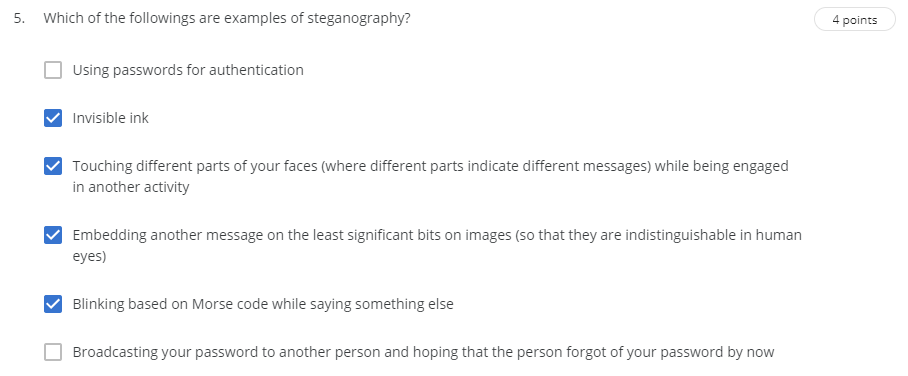 5. Which of the followings are examples of steganography?
4 points
Using passwords for authentication
Invisible ink
Touching different parts of your faces (where different parts indicate different messages) while being engaged
in another activity
Embedding another message on the least significant bits on images (so that they are indistinguishable in human
eyes)
Blinking based on Morse code while saying something else
Broadcasting your password to another person and hoping that the person forgot of your password by now